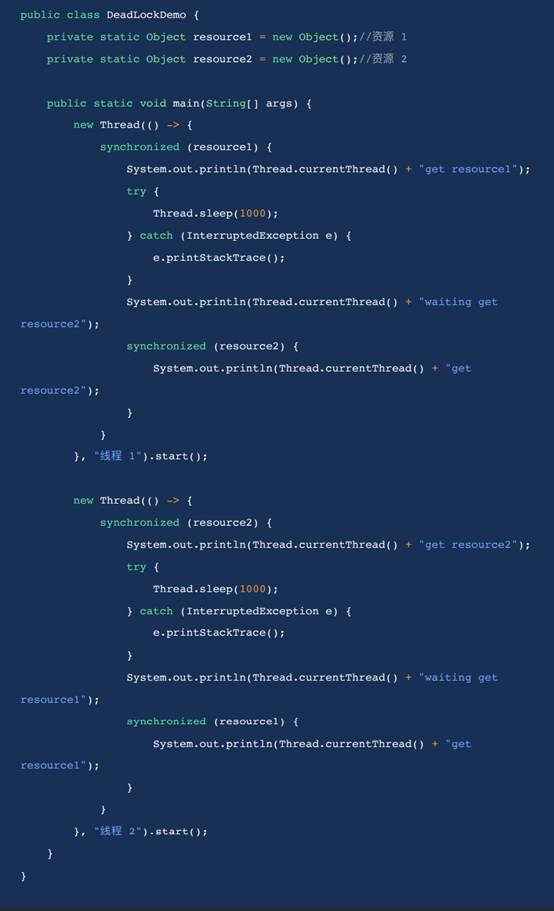 public class DeadLockDemo {
    private static Object resource1 = new Object();//资源 1
    private static Object resource2 = new Object();//资源 2

    public static void main(String[] args) {
        new Thread(() -> {
            synchronized (resource1) {
                System.out.println(Thread.currentThread() + "get resource1");
                try {
                    Thread.sleep(1000);
                } catch (InterruptedException e) {
                    e.printStackTrace();
                }
                System.out.println(Thread.currentThread() + "waiting get
resource2");
                synchronized (resource2) {
                    System.out.println(Thread.currentThread() + "get
resource2");
                }
            }
        }, "线程 1").start();

        new Thread(() -> {
            synchronized (resource2) {
                System.out.println(Thread.currentThread() + "get resource2");
                try {
                    Thread.sleep(1000);
                } catch (InterruptedException e) {
                    e.printStackTrace();
                }
                System.out.println(Thread.currentThread() + "waiting get
resource1");
                synchronized (resource1) {
                    System.out.println(Thread.currentThread() + "get
resource1");
                }
            }
        }, "线程 2").start();
    }
}